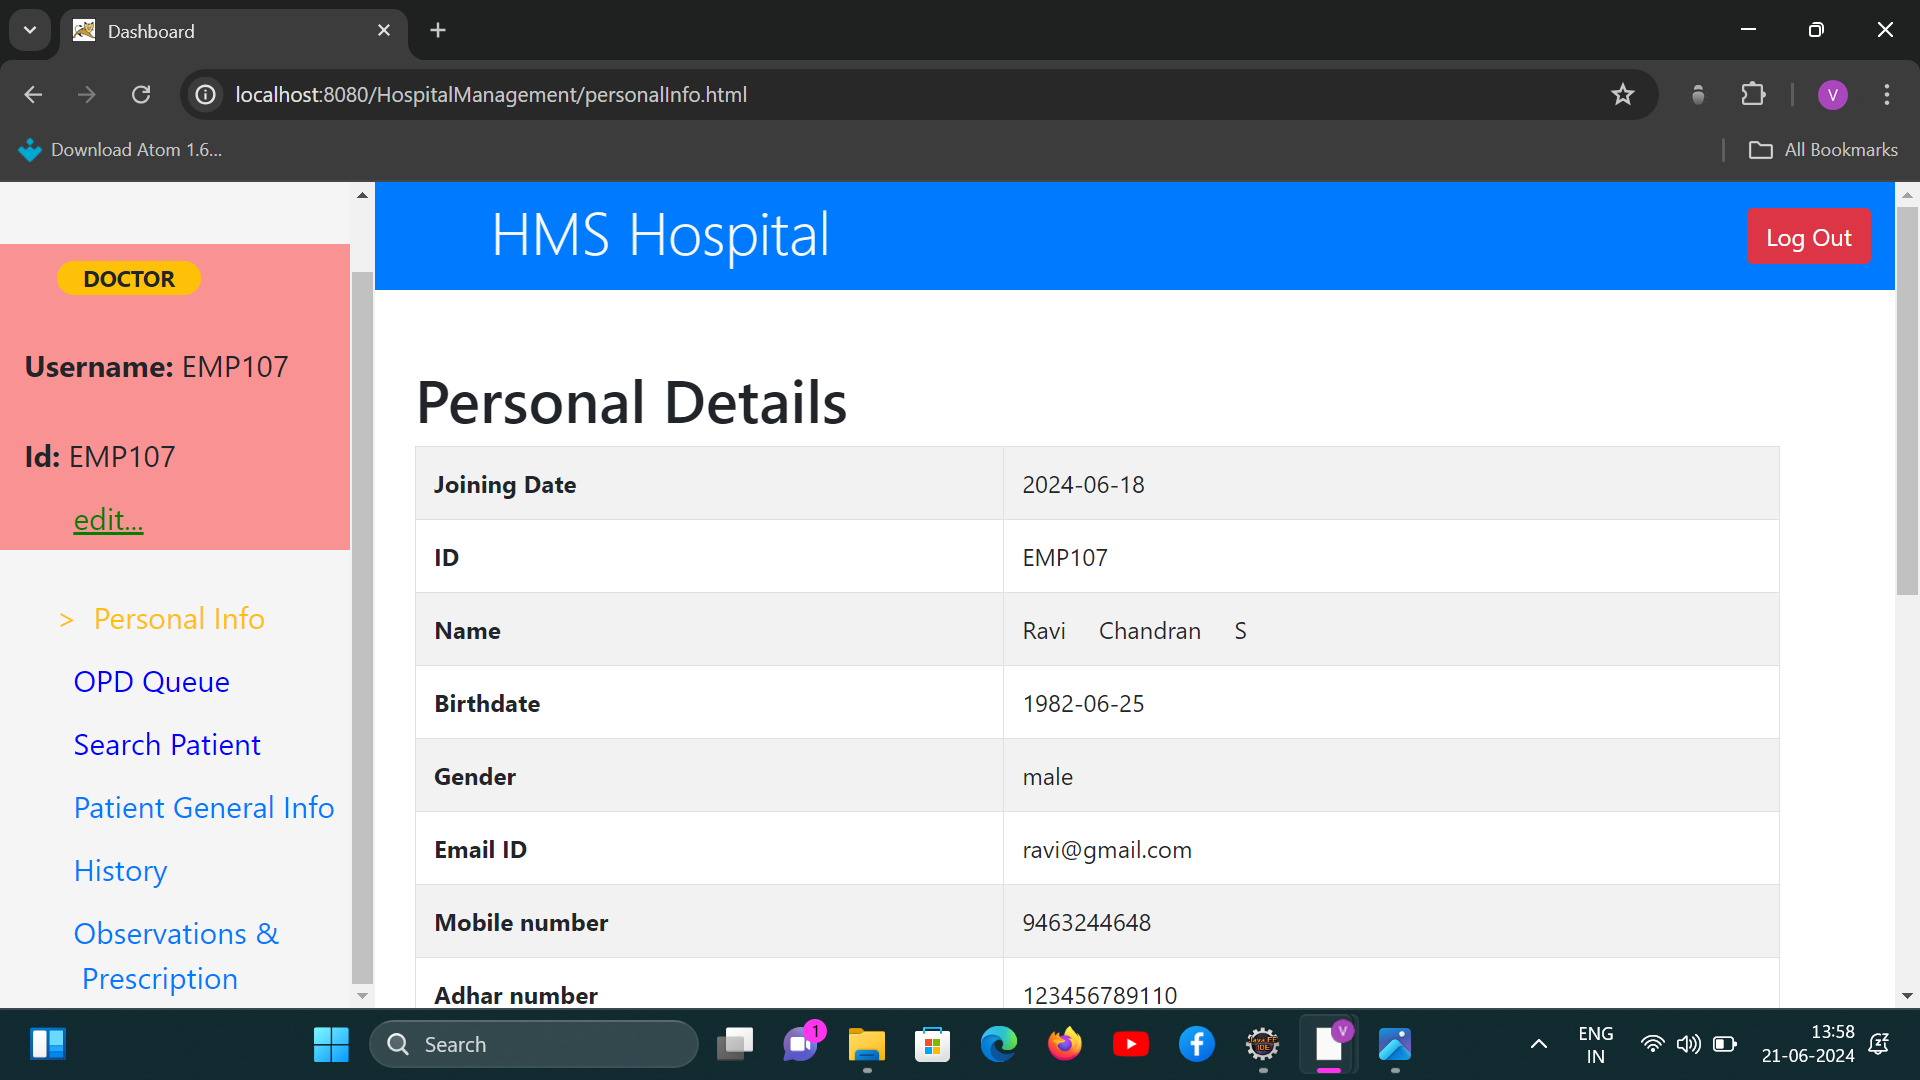 Dashboard
localhost:8080/HospitalManagement/personalInfo.html
V
Download Atom 1.6...
All Bookmarks
HMS Hospital
Log Out
DOCTOR
Username: EMP107
Id: EMP107
edit...
> Personal Info
OPD Queue
Search Patient
Patient General Info
History
Observations &
Prescription
Personal Details
Joining Date 2024-06-18
ID EMP107
Name Ravi Chandran S
Birthdate 1982-06-25
Gender male
Email ID ravi@gmail.com
Mobile number 9463244648
Adhar number 123456789110
Search
1
Java EE
IDE
V
ENG
IN
13:58
21-06-2024